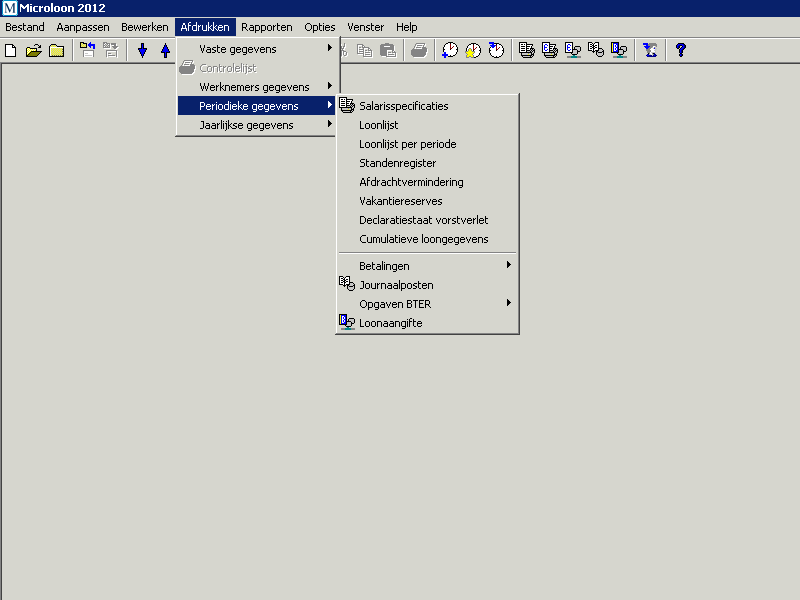 Microloon 2012
Bestand Aanpassen Bewerken Afdrukken Rapporten Opties Venster Help
Vaste gegevens
Controlelijst
Werknemers gegevens
Periodieke gegevens
Jaarlijkse gegevens
Salarisspecificaties
Loonlijst
Loonlijst per periode
Standenregister
Afdrachtvermindering
Vakantiereserves
Declaratiestaat vorstverlet
Cumulatieve loongegevens
Betalingen
Journaalposten
Opgaven BTER
Loonaangifte